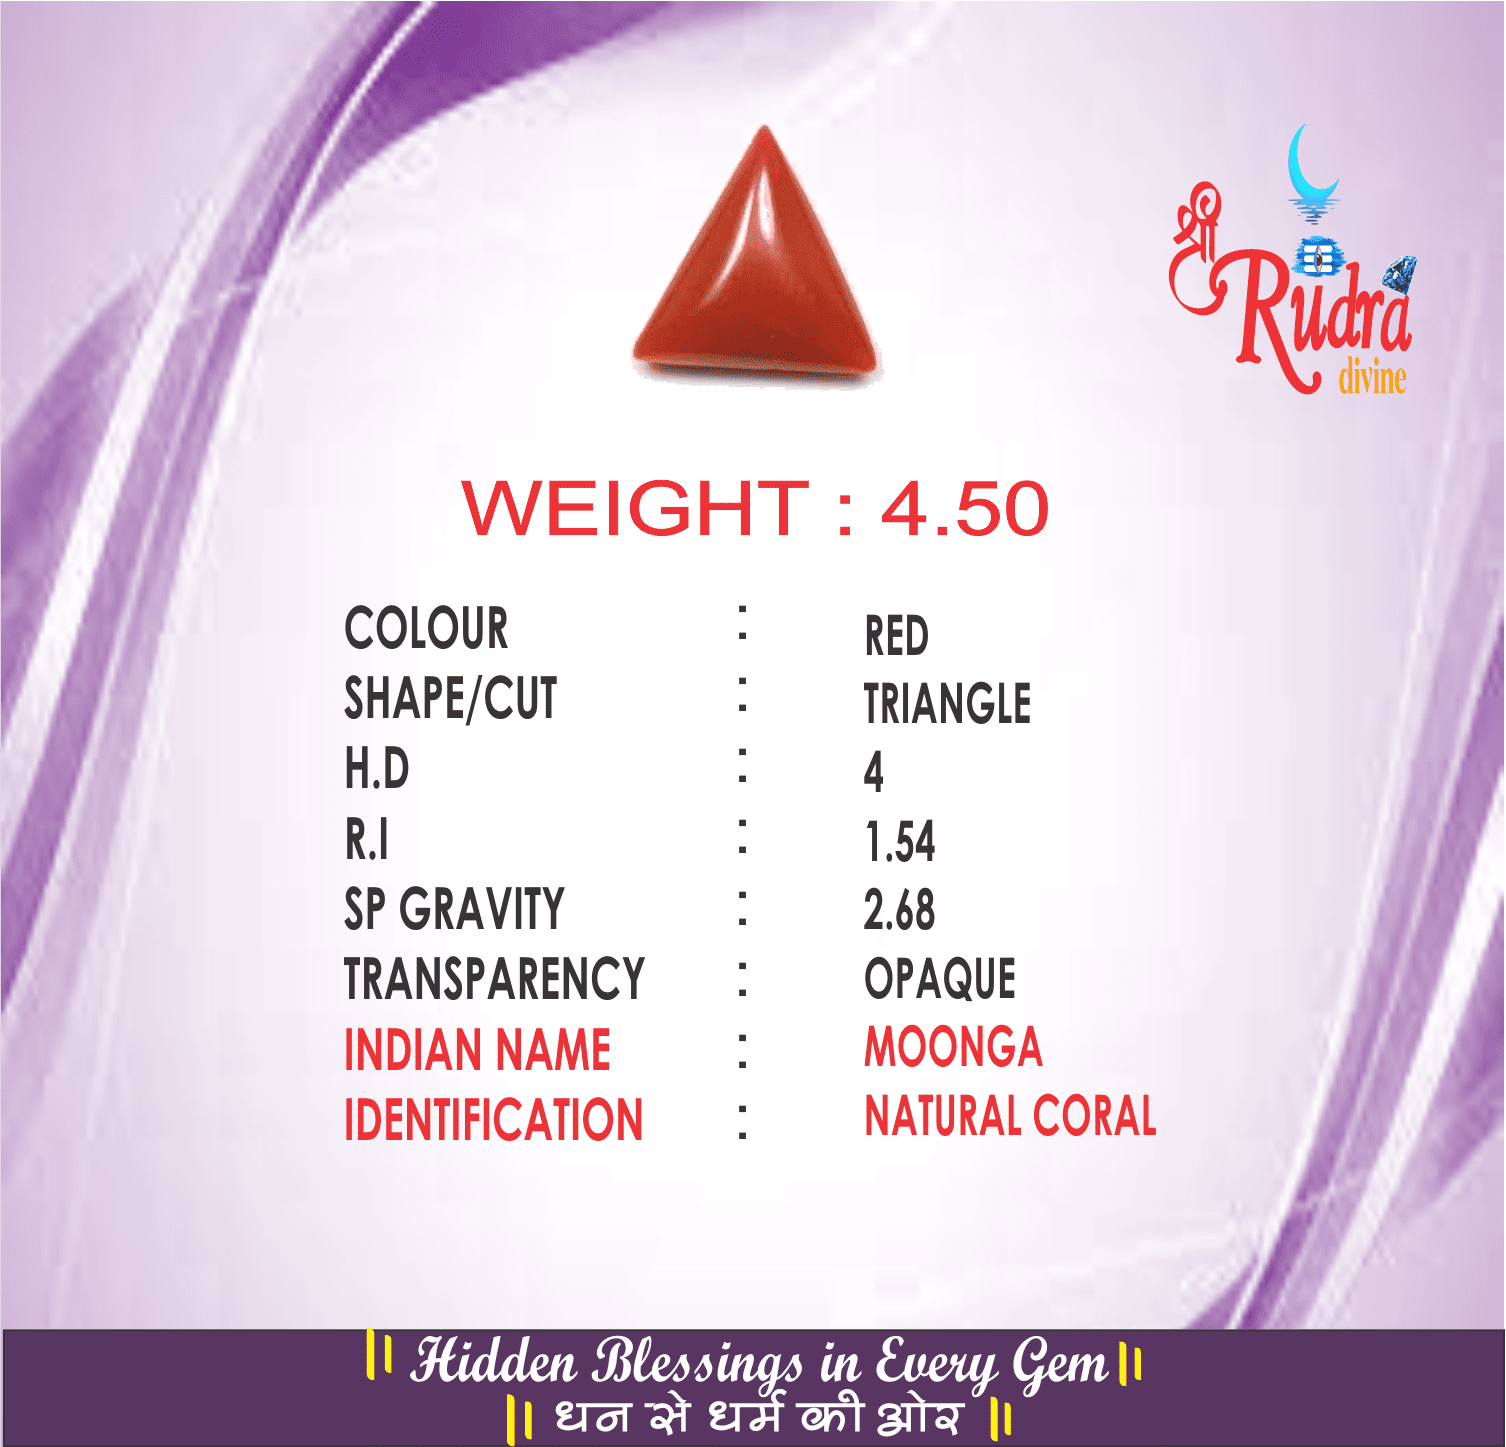 श्री
Rudra
divine
WEIGHT : 4.50
COLOUR : RED
SHAPE/CUT : TRIANGLE
H.D : 4
R.I : 1.54
SP GRAVITY : 2.68
TRANSPARENCY : OPAQUE
INDIAN NAME : MOONGA
IDENTIFICATION : NATURAL CORAL
|| Hidden Blessings in Every Gem ||
|| धन से धर्म की ओर ||